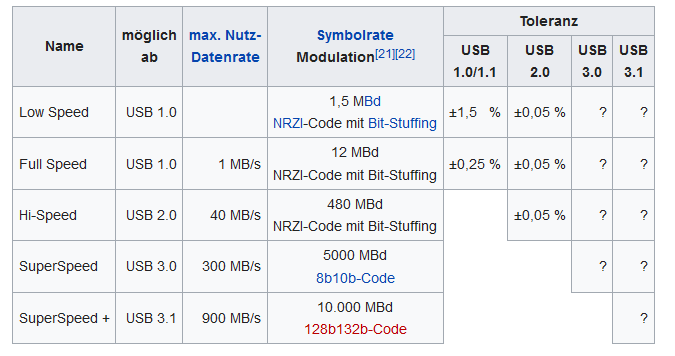 Name möglich ab max. Nutz-Datenrate Symbolrate Modulation[21][22] Toleranz
USB 1.0/1.1 USB 2.0 USB 3.0 USB 3.1
Low Speed USB 1.0 1,5 MBd ±1,5 % ±0,05 % ? ?
NRZI-Code mit Bit-Stuffing
Full Speed USB 1.0 1 MB/s 12 MBd ±0,25 % ±0,05 % ? ?
NRZI-Code mit Bit-Stuffing
Hi-Speed USB 2.0 40 MB/s 480 MBd ±0,05 % ? ?
NRZI-Code mit Bit-Stuffing
SuperSpeed USB 3.0 300 MB/s 5000 MBd ? ?
8b10b-Code
SuperSpeed + USB 3.1 900 MB/s 10.000 MBd ?
128b132b-Code